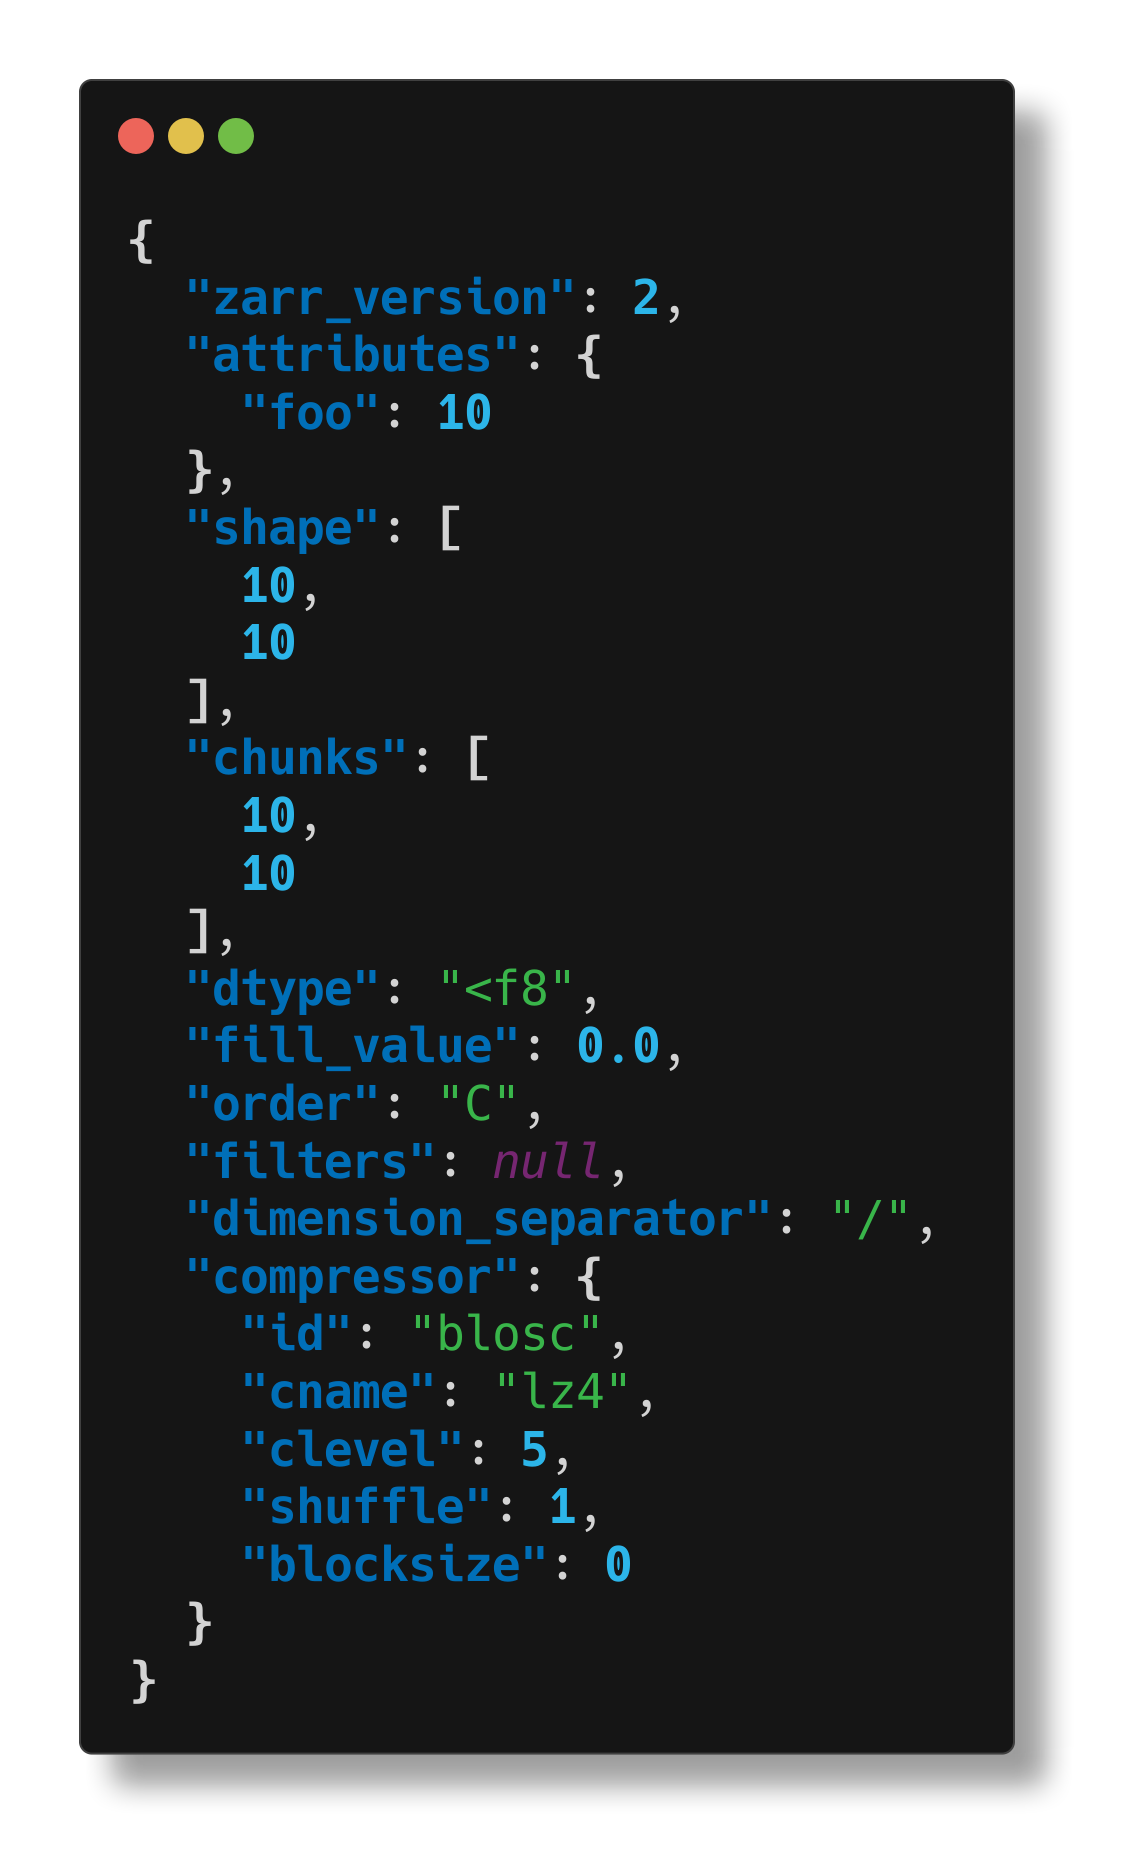 {
  "zarr_version": 2,
  "attributes": {
    "foo": 10
  },
  "shape": [
    10,
    10
  ],
  "chunks": [
    10,
    10
  ],
  "dtype": "<f8",
  "fill_value": 0.0,
  "order": "C",
  "filters": null,
  "dimension_separator": "/",
  "compressor": {
    "id": "blosc",
    "cname": "lz4",
    "clevel": 5,
    "shuffle": 1,
    "blocksize": 0
  }
}